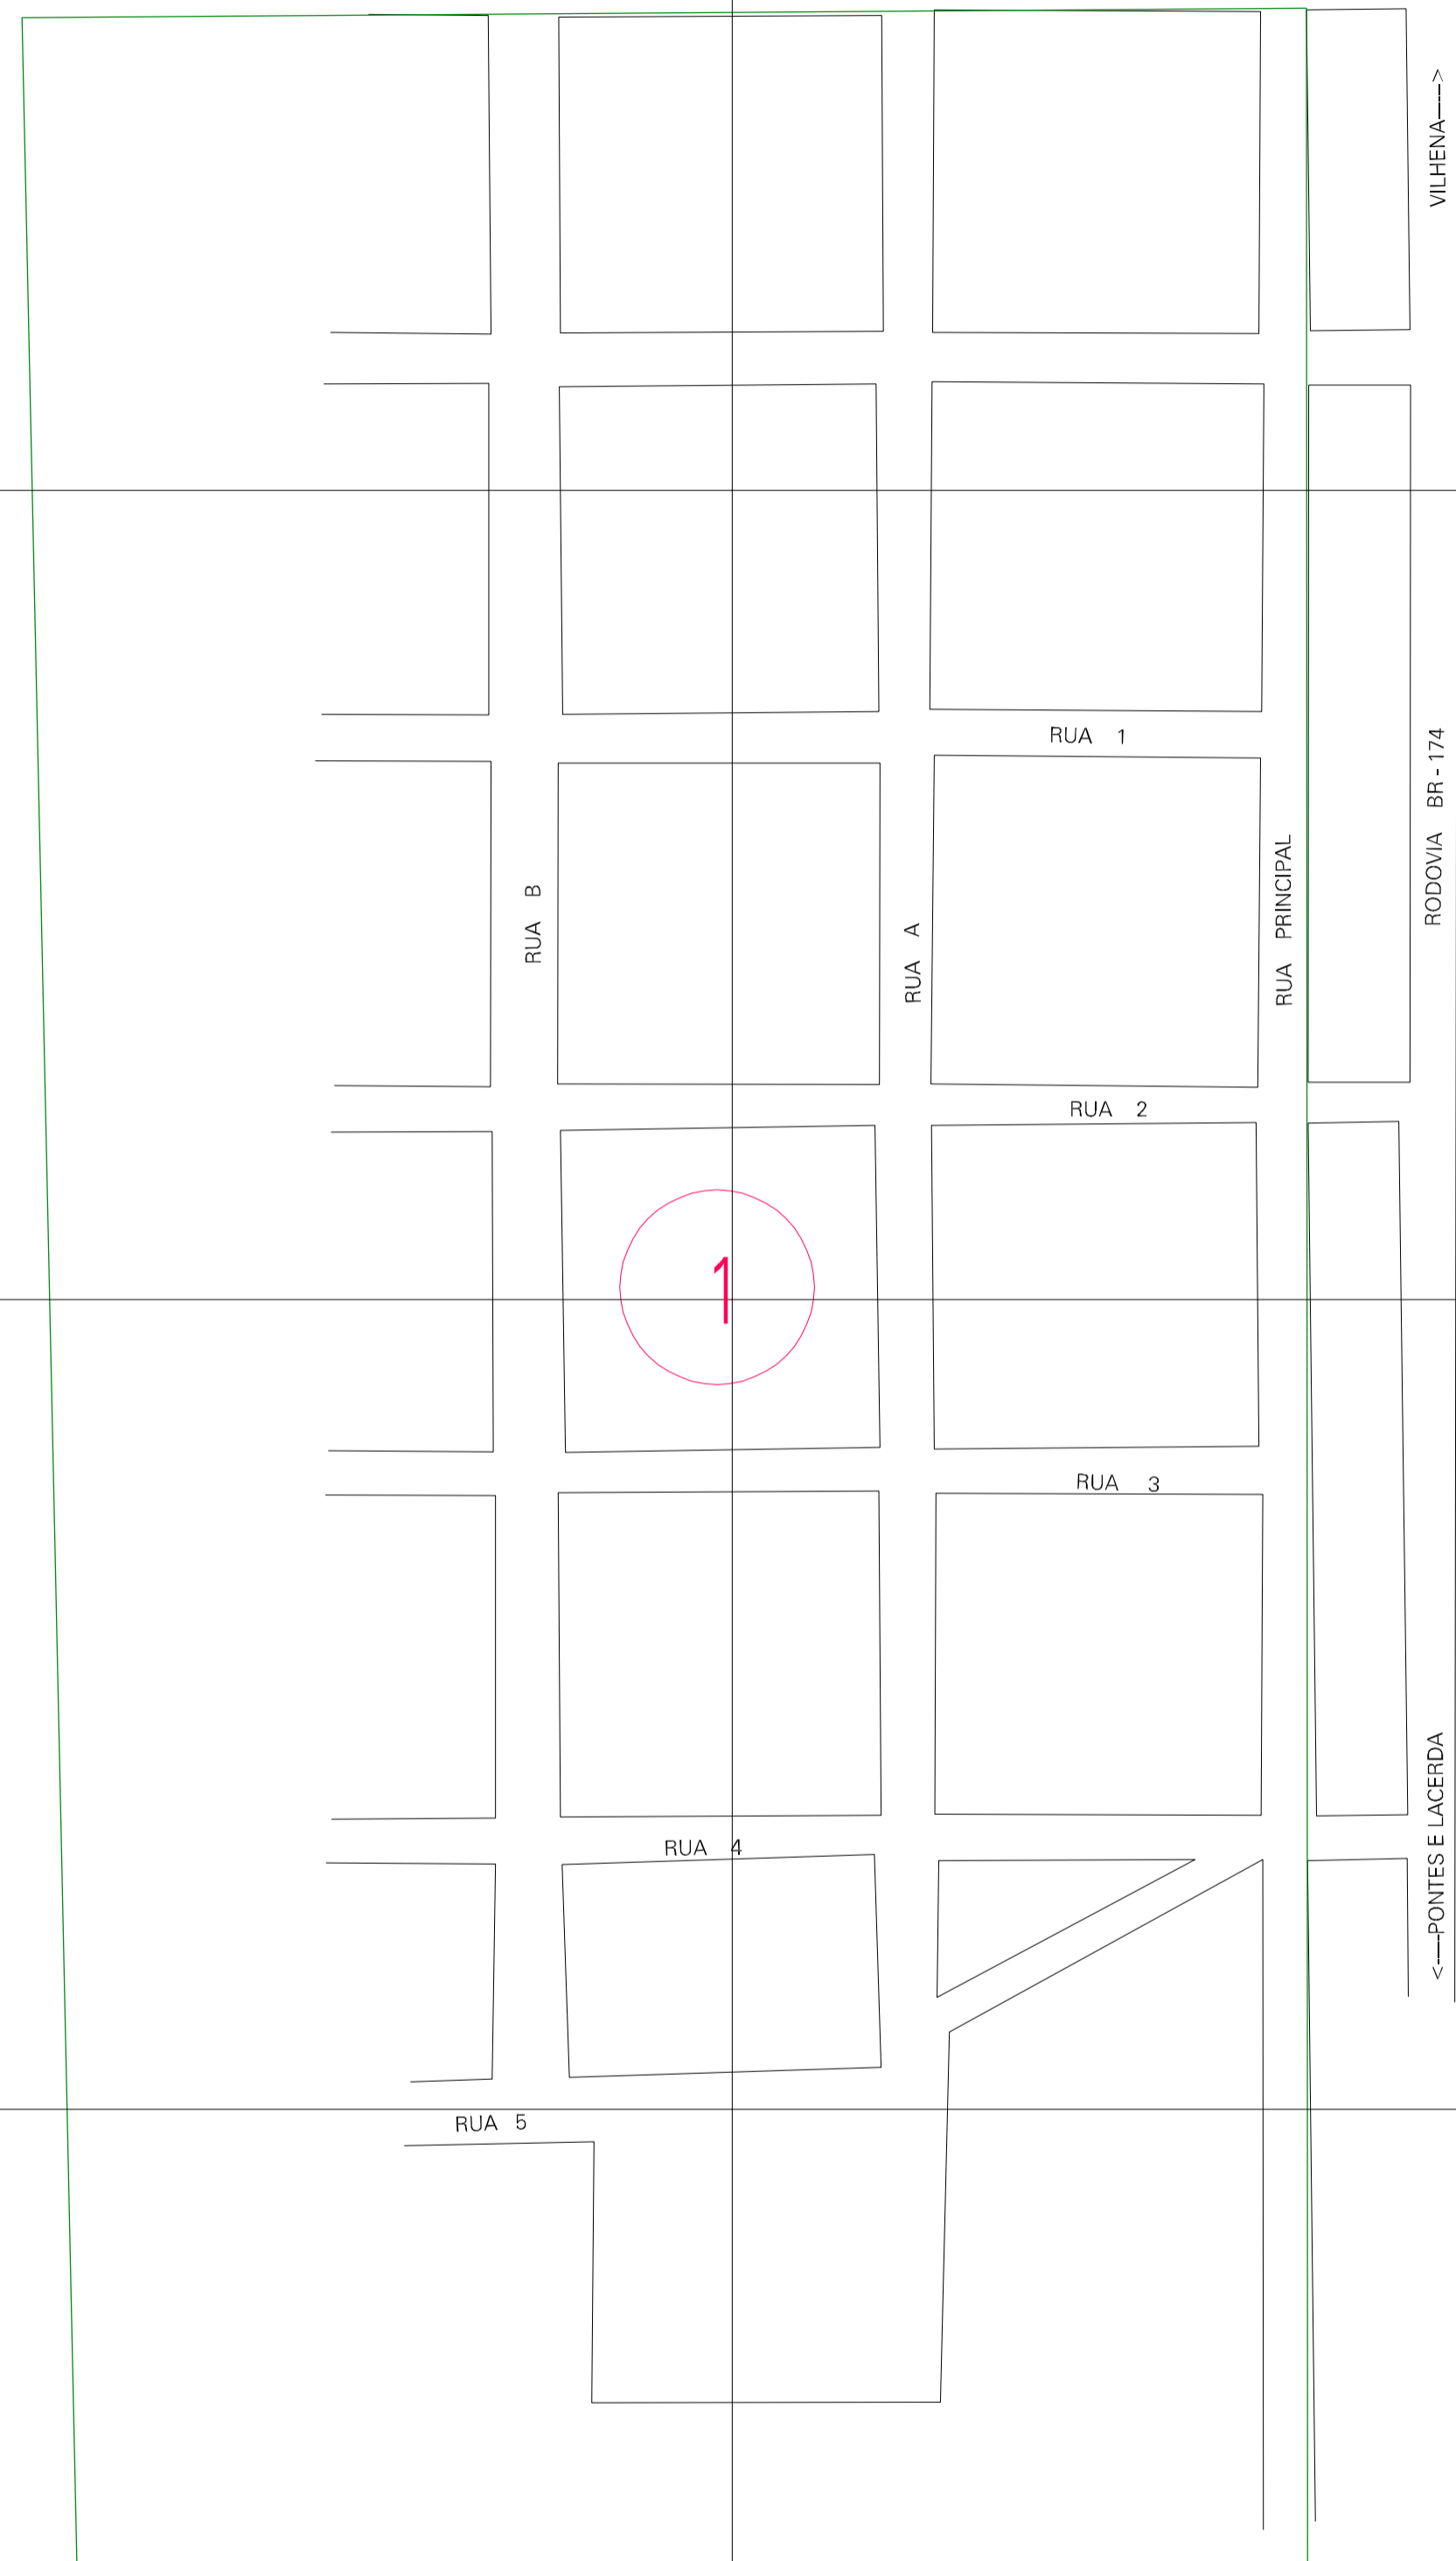 VILHENA---->
RUA 1
RODOVIA BR - 174
RUA PRINCIPAL
RUA B
RUA A
RUA 2
1
RUA 3
<----PONTES E LACERDA
RUA 4
RUA 5